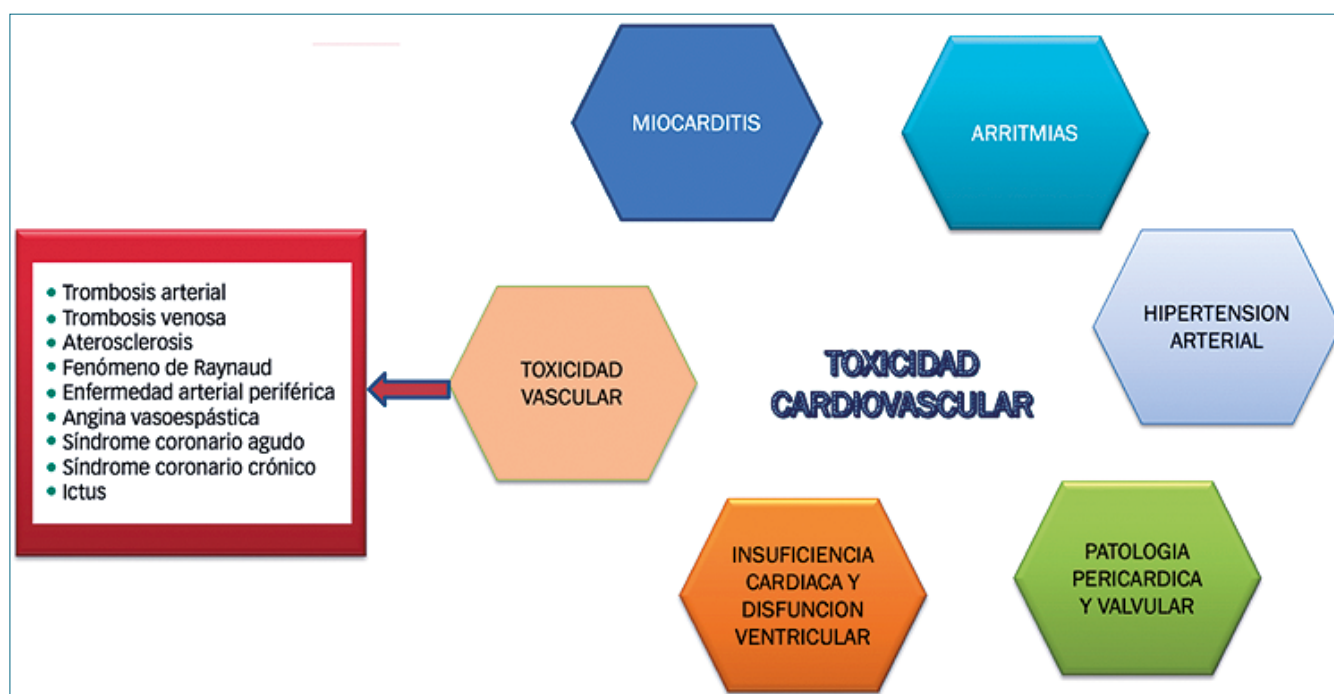 MIOCARDITIS
ARRITMIAS
HIPERTENSION
ARTERIAL
TOXICIDAD
CARDIOVASCULAR
TOXICIDAD
VASCULAR
• Trombosis arterial
• Trombosis venosa
• Aterosclerosis
• Fenómeno de Raynaud
• Enfermedad arterial periférica
• Angina vasoespástica
• Síndrome coronario agudo
• Síndrome coronario crónico
• Ictus
INSUFICIENCIA
CARDIACA Y
DISFUNCION
VENTRICULAR
PATOLOGIA
PERICARDICA
Y VALVULAR